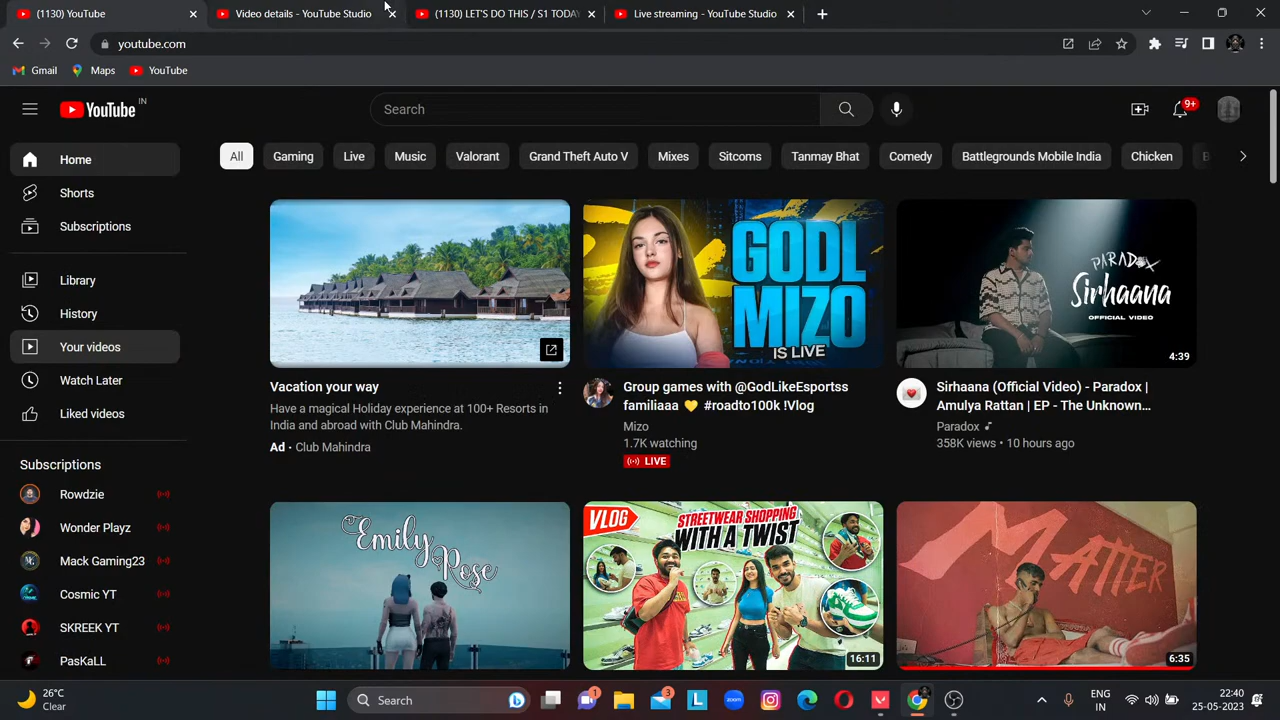 (1130) YouTube
Video details - YouTube Studio
(1130) LET'S DO THIS / S1 TODAY
Live streaming - YouTube Studio
youtube.com
Gmail
Maps
YouTube
YouTube IN
Search
9+
Home
Shorts
Subscriptions
Library
History
Your videos
Watch Later
Liked videos
Subscriptions
Rowdzie
Wonder Playz
Mack Gaming23
Cosmic YT
SKREEK YT
PasKaLL
All
Gaming
Live
Music
Valorant
Grand Theft Auto V
Mixes
Sitcoms
Tanmay Bhat
Comedy
Battlegrounds Mobile India
Chicken
B
Vacation your way
Have a magical Holiday experience at 100+ Resorts in
India and abroad with Club Mahindra.
Ad · Club Mahindra
GODL
MIZO
IS LIVE
Group games with @GodLikeEsportss
familiaaa 💛 #roadto100k !Vlog
Mizo
1.7K watching
LIVE
PARADOX
Sirhaana
OFFICIAL VIDEO
4:39
Sirhaana (Official Video) - Paradox |
Amulya Rattan | EP - The Unknown...
Paradox
358K views • 10 hours ago
Emily
Rose
VLOG
STREETWEAR SHOPPING
WITH A TWIST
16:11
MATTER
6:35
26°C
Clear
Search
1
3
L
zoom
ENG
IN
22:40
25-05-2023